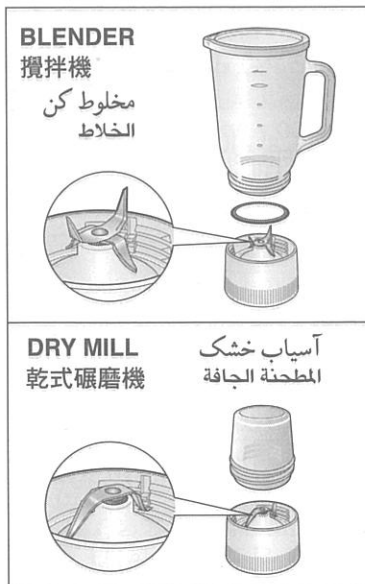 BLENDER
攪拌機
مخلوط کن
الخلاط
DRY MILL
乾式碾磨機
آسیاب خشک
المطحنة الجافة